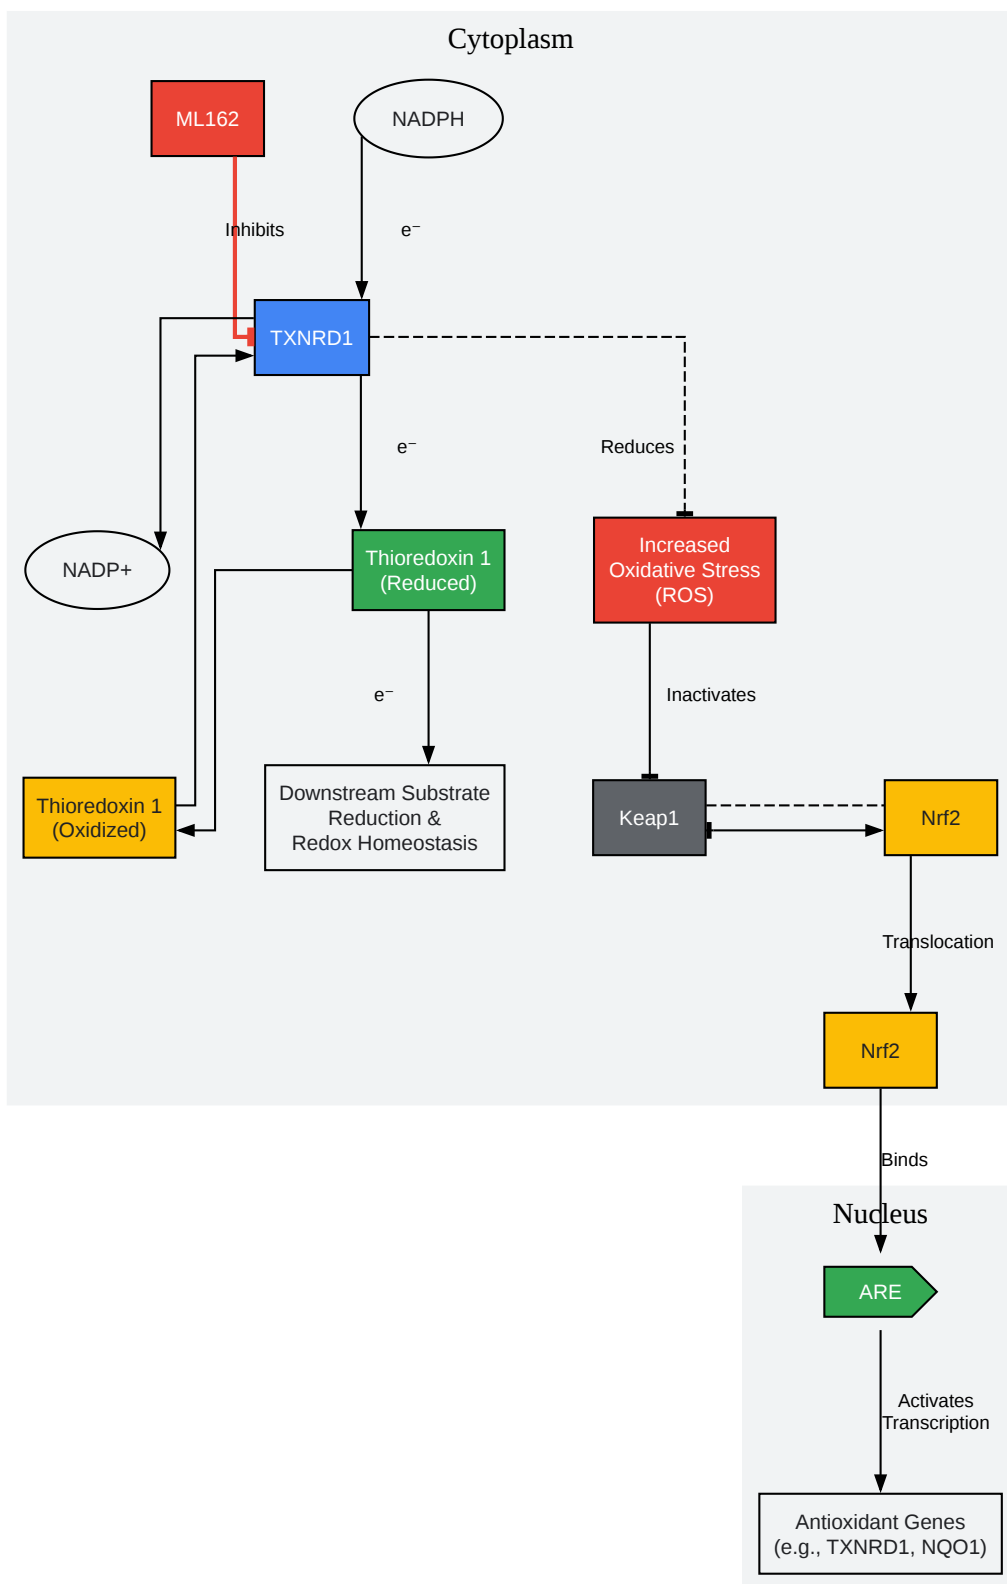 Cytoplasm
ML162
NADPH
Inhibits
e⁻
TXNRD1
e⁻
Reduces
NADP+
Thioredoxin 1
(Reduced)
Increased
Oxidative Stress
(ROS)
e⁻
Inactivates
Thioredoxin 1
(Oxidized)
Downstream Substrate
Reduction &
Redox Homeostasis
Keap1
Nrf2
Translocation
Nrf2
Binds
Nucleus
ARE
Activates
Transcription
Antioxidant Genes
(e.g., TXNRD1, NQO1)